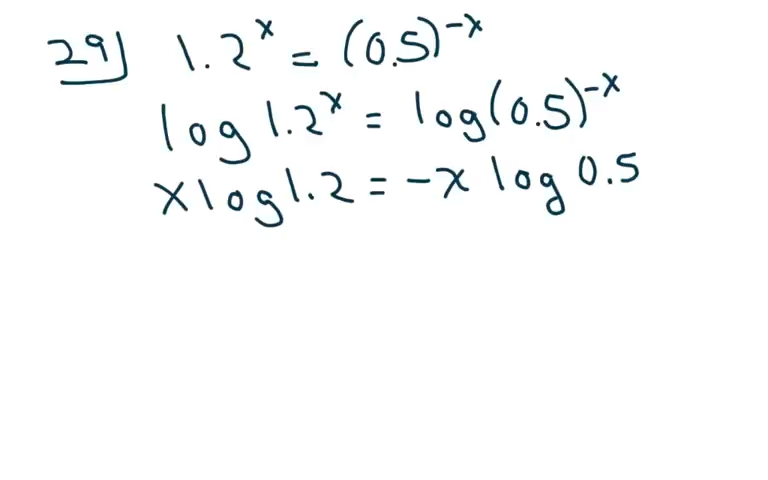 29) 1.2^x = (0.5)^-x
log 1.2^x = log(0.5)^-x
x log 1.2 = -x log 0.5